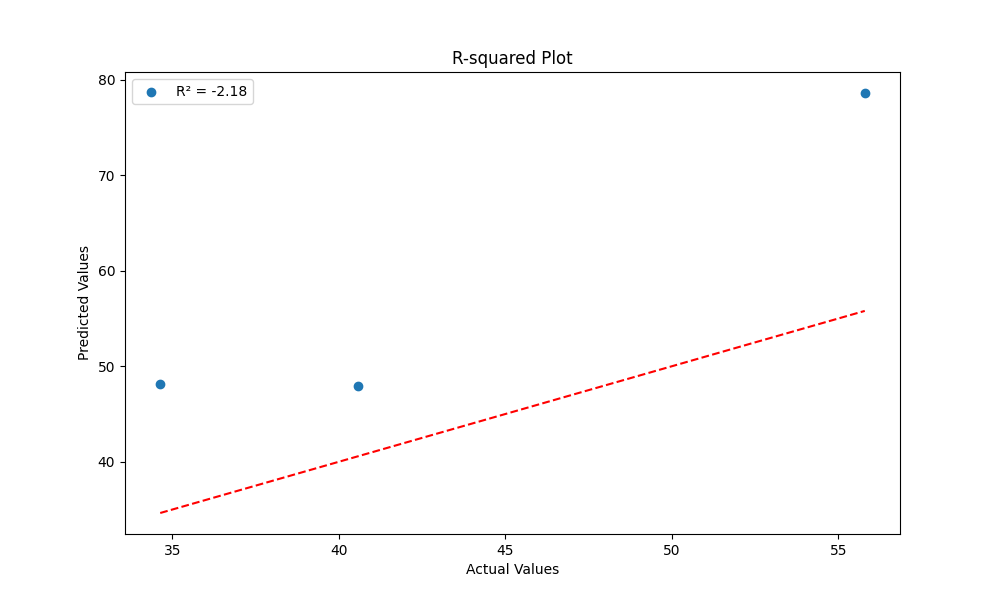 R-squared Plot
R² = -2.18
80
70
60
50
40
Predicted Values
35
40
45
50
55
Actual Values